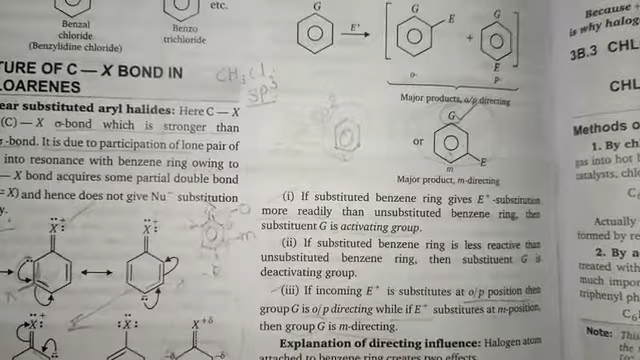 Benzal
chloride
(Benzylidine chloride)
Benzo
trichloride
etc.
TURE OF C — X BOND IN
LOARENES
CH₃Cl
sp³
ear substituted aryl halides: Here C — X
(C) — X σ-bond which is stronger than
-bond. It is due to participation of lone pair of
into resonance with benzene ring owing to
— X bond acquires some partial double bond
= X) and hence does not give Nu⁻ substitution
y.
X:
X:
:X:
:X:
X+δ
-δ
-δ
G
E⁺
G
E
+
G
E
o-
p-
Major products, o/p directing
or
G
E
m
Major product, m-directing
(i) If substituted benzene ring gives E⁺-substitution
more readily than unsubstituted benzene ring, then
substituent G is activating group.
(ii) If substituted benzene ring is less reactive than
unsubstituted benzene ring, then substituent G is
deactivating group.
(iii) If incoming E⁺ is substitutes at o/p position then
group G is o/p directing while if E⁺ substitutes at m-position,
then group G is m-directing.
Explanation of directing influence: Halogen atom
attached to benzene ring creates two effects.
Because +
is why halog
3B.3 CHL
CHL
Methods o
1. By ch
gas into hot
catalysts, chl
C
Actually
formed by re
2. By a
treated with
much impor
triphenyl ph
C₆
Note: This
the